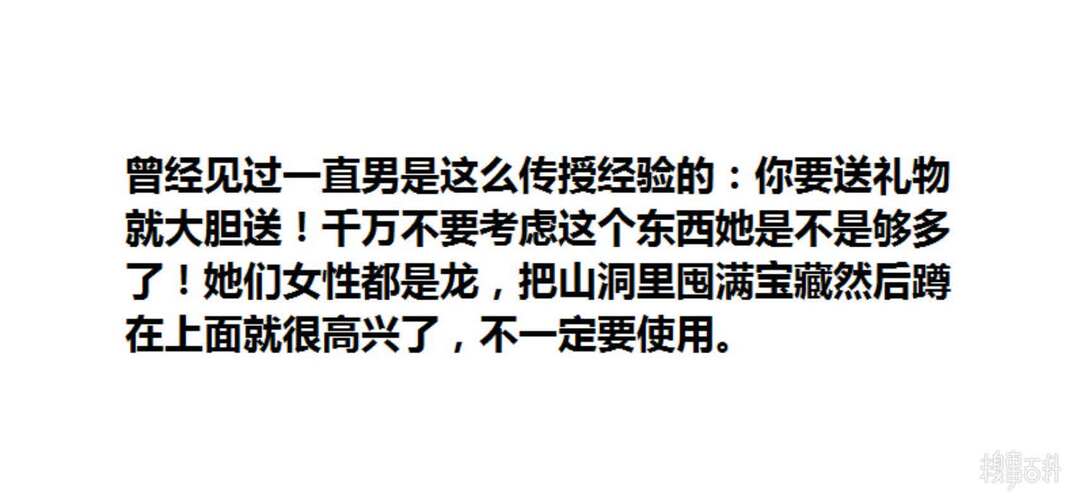 曾经见过一直男是这么传授经验的：你要送礼物
就大胆送！千万不要考虑这个东西她是不是够多
了！她们女性都是龙，把山洞里囤满宝藏然后蹲
在上面就很高兴了，不一定要使用。